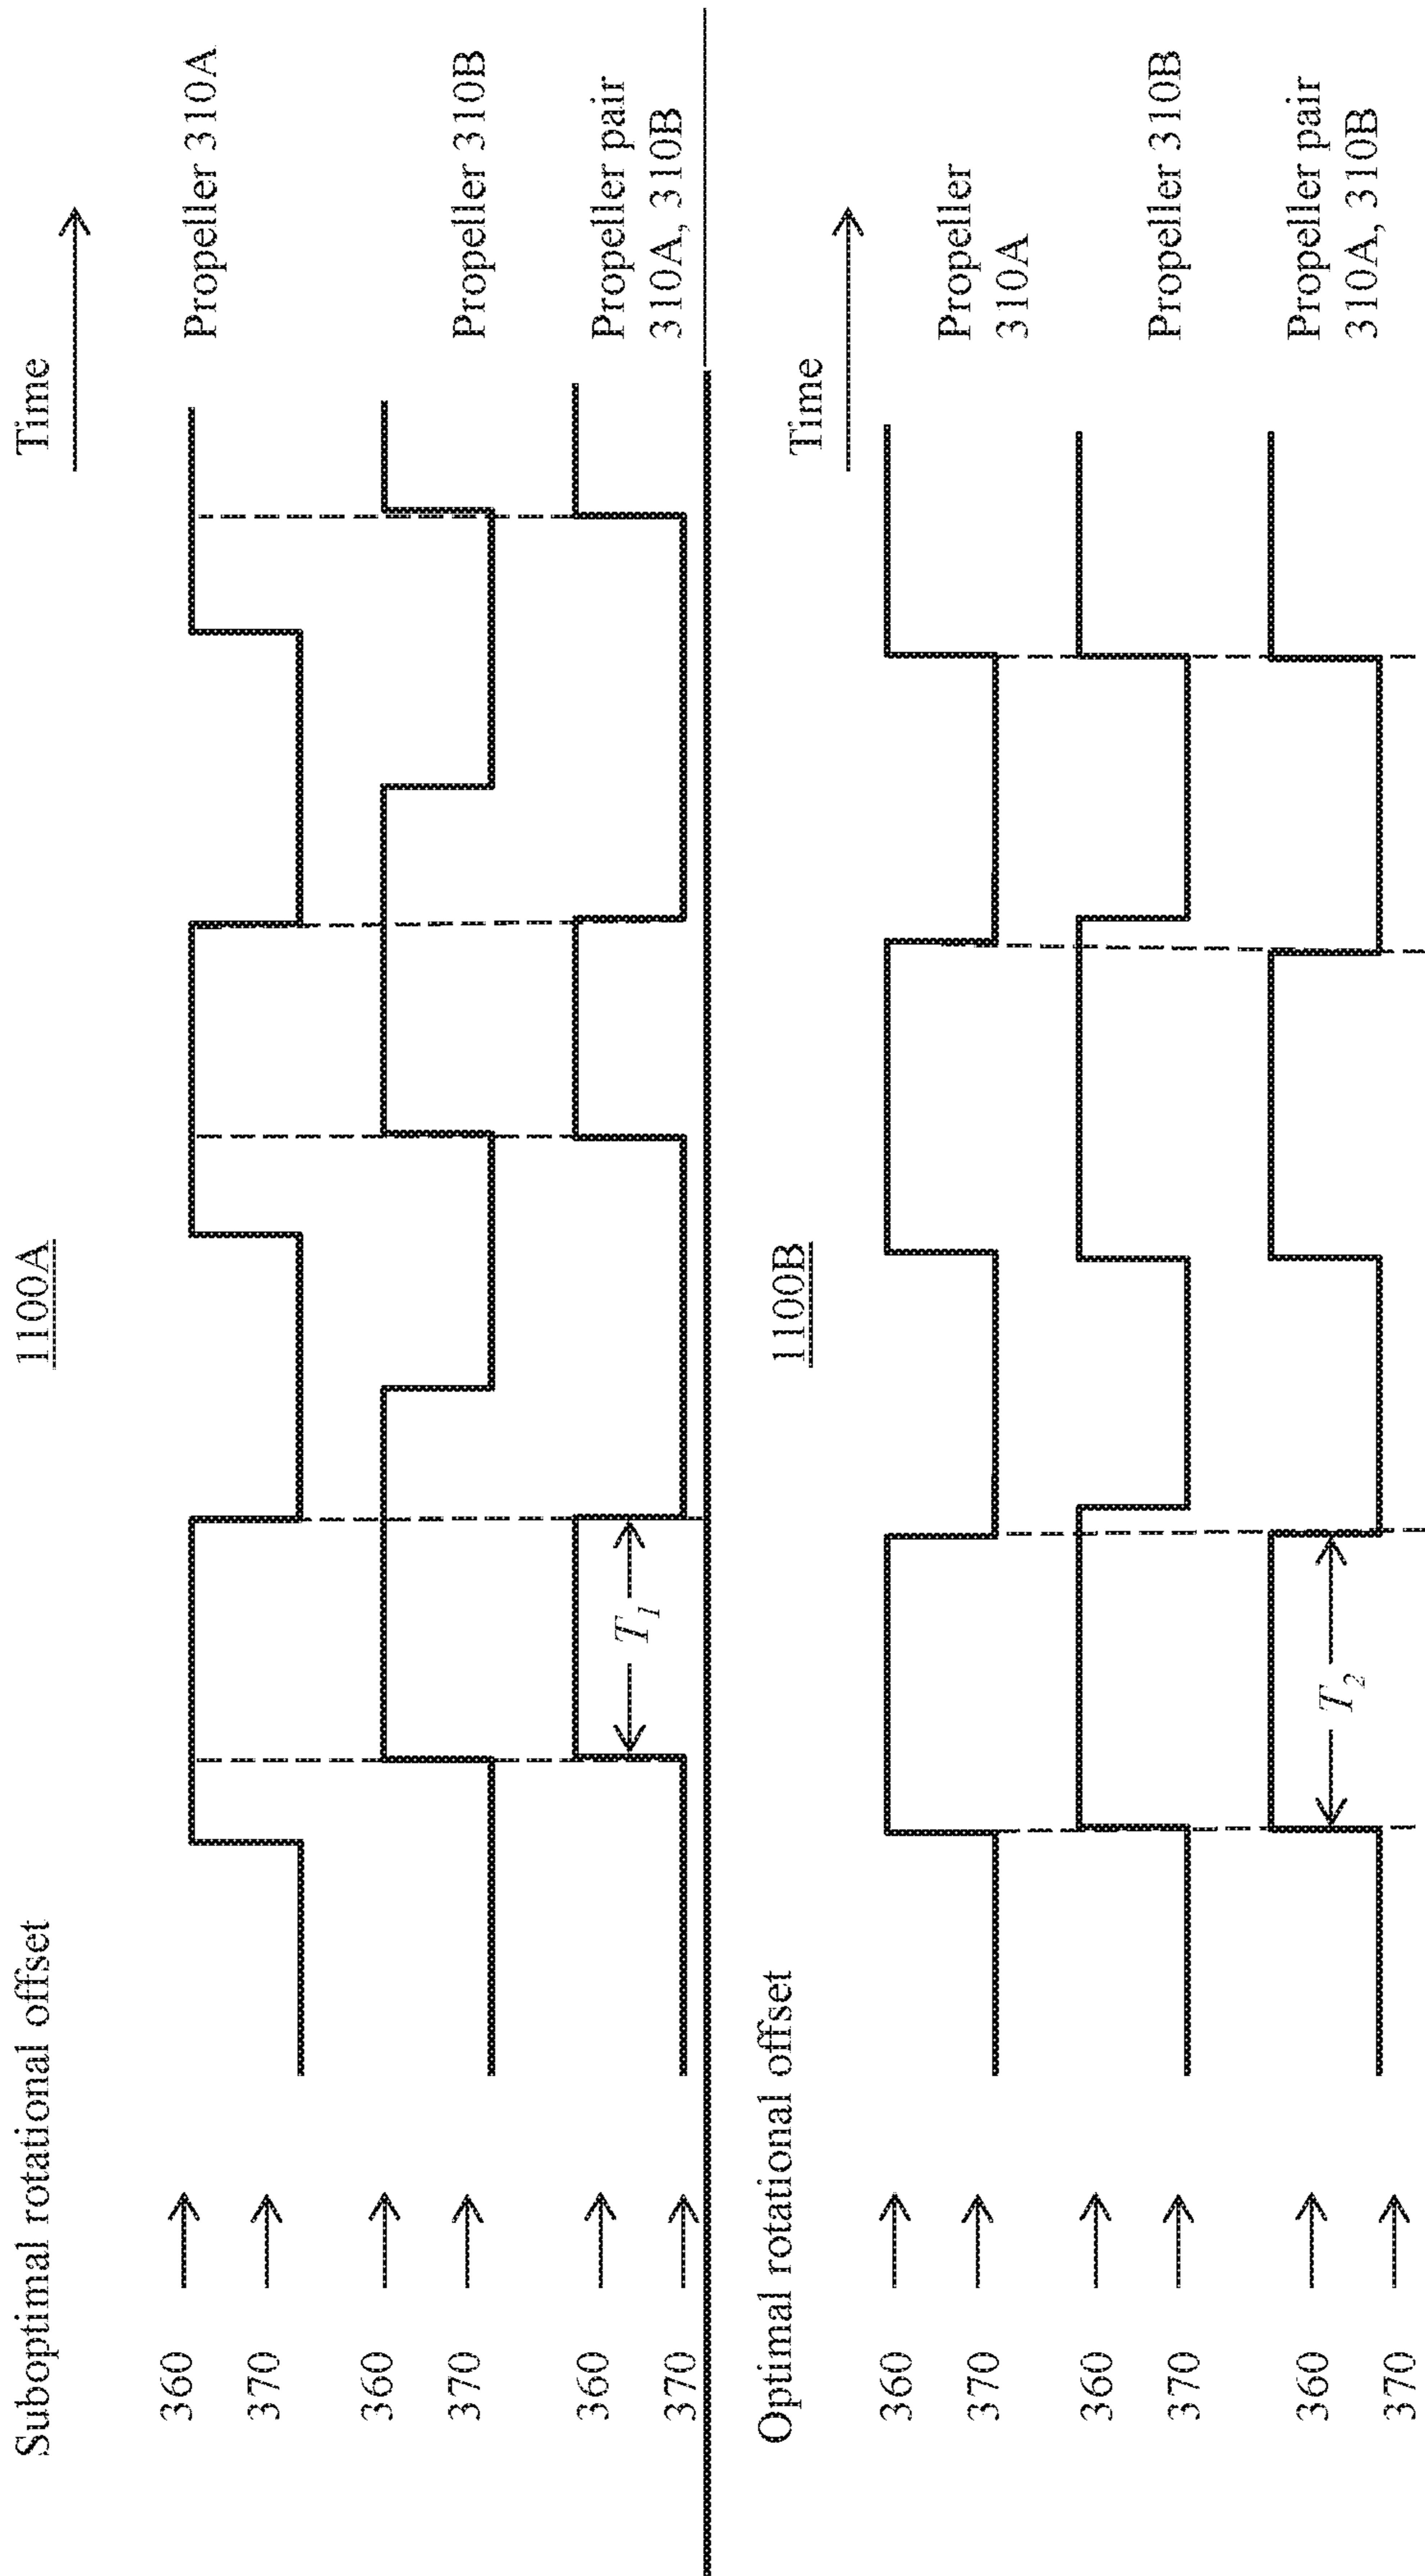 Suboptimal rotational offset
1100A
Time
360
370
Propeller 310A
360
370
Propeller 310B
360
370
T1
Propeller pair
310A, 310B
Optimal rotational offset
1100B
Time
360
370
Propeller
310A
360
370
Propeller 310B
360
370
T2
Propeller pair
310A, 310B